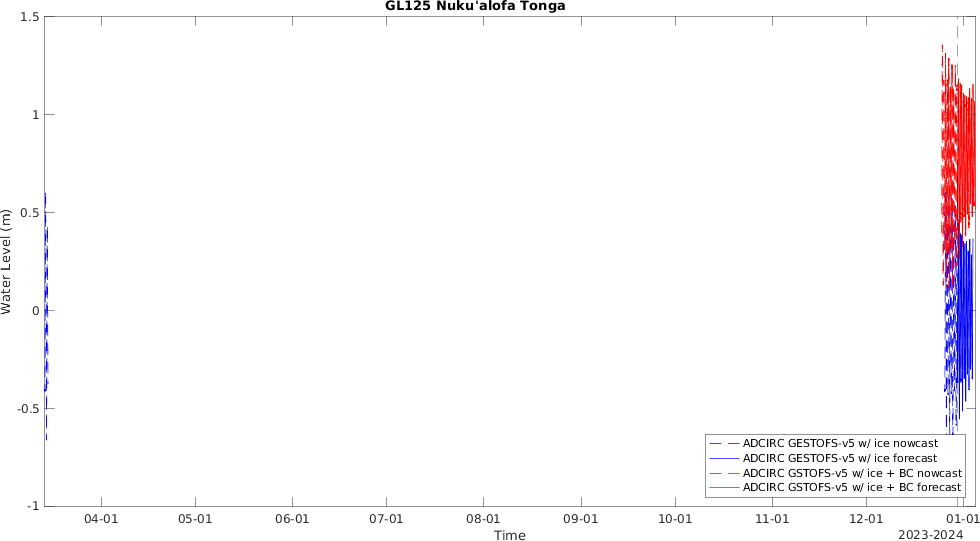 GL125 Nuku'alofa Tonga
1.5
1
0.5
0
-0.5
-1
Water Level (m)
ADCIRC GESTOFS-v5 w/ ice nowcast
ADCIRC GESTOFS-v5 w/ ice forecast
ADCIRC GSTOFS-v5 w/ ice + BC nowcast
ADCIRC GSTOFS-v5 w/ ice + BC forecast
04-01 05-01 06-01 07-01 08-01 09-01 10-01 11-01 12-01 01-01
Time
2023-2024